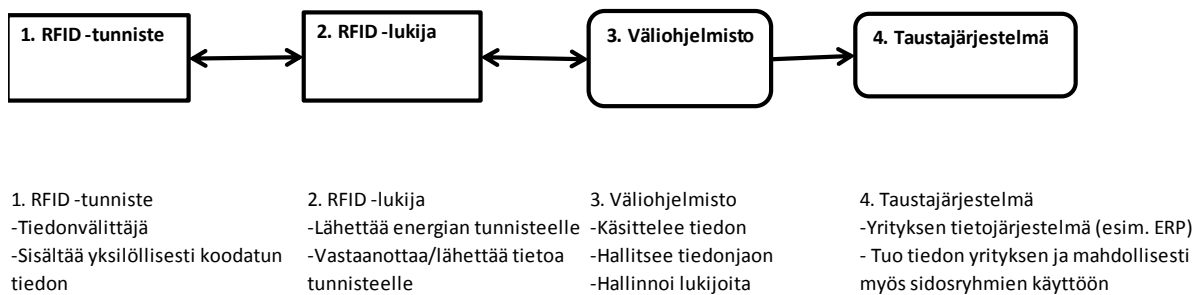 1. RFID -tunniste
2. RFID -lukija
3. Väliohjelmisto
4. Taustajärjestelmä
1. RFID -tunniste
-Tiedonvälittäjä
-Sisältää yksilöllisesti koodatun
tiedon
2. RFID -lukija
-Lähettää energian tunnisteelle
-Vastaanottaa/lähettää tietoa
tunnisteelle
3. Väliohjelmisto
-Käsittelee tiedon
-Hallitsee tiedonjaon
-Hallinnoi lukijoita
4. Taustajärjestelmä
-Yrityksen tietojärjestelmä (esim. ERP)
- Tuo tiedon yrityksen ja mahdollisesti
myös sidosryhmien käyttöön